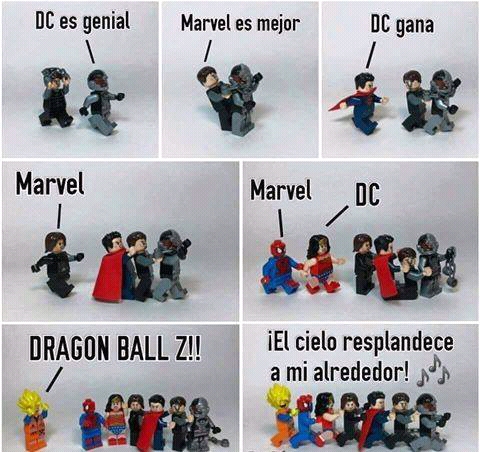 DC es genial
Marvel es mejor
DC gana
Marvel
Marvel
DC
DRAGON BALL Z!!
¡El cielo resplandece
a mi alrededor!